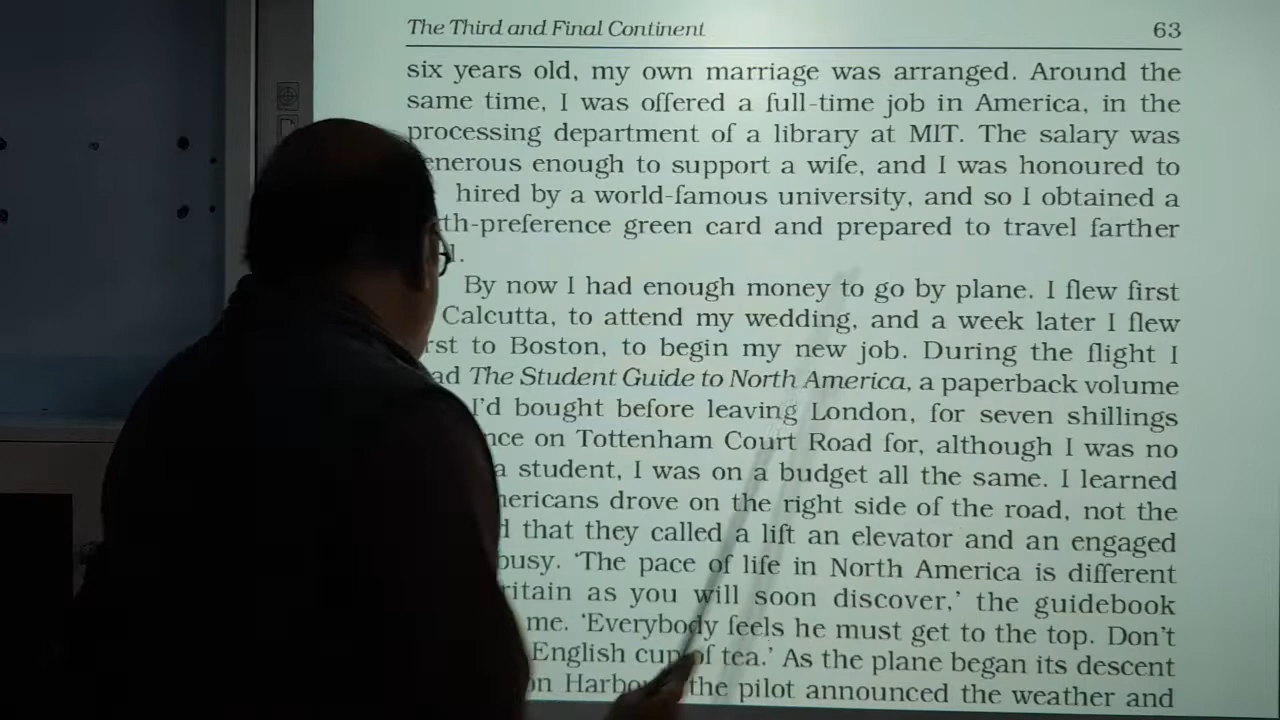 The Third and Final Continent 63
six years old, my own marriage was arranged. Around the
same time, I was offered a full-time job in America, in the
processing department of a library at MIT. The salary was
enerous enough to support a wife, and I was honoured to
hired by a world-famous university, and so I obtained a
th-preference green card and prepared to travel farther
By now I had enough money to go by plane. I flew first
Calcutta, to attend my wedding, and a week later I flew
rst to Boston, to begin my new job. During the flight I
ad The Student Guide to North America, a paperback volume
I'd bought before leaving London, for seven shillings
nce on Tottenham Court Road for, although I was no
a student, I was on a budget all the same. I learned
mericans drove on the right side of the road, not the
d that they called a lift an elevator and an engaged
busy. ‘The pace of life in North America is different
ritain as you will soon discover,’ the guidebook
me. ‘Everybody feels he must get to the top. Don't
English cup of tea.’ As the plane began its descent
on Harbo the pilot announced the weather and